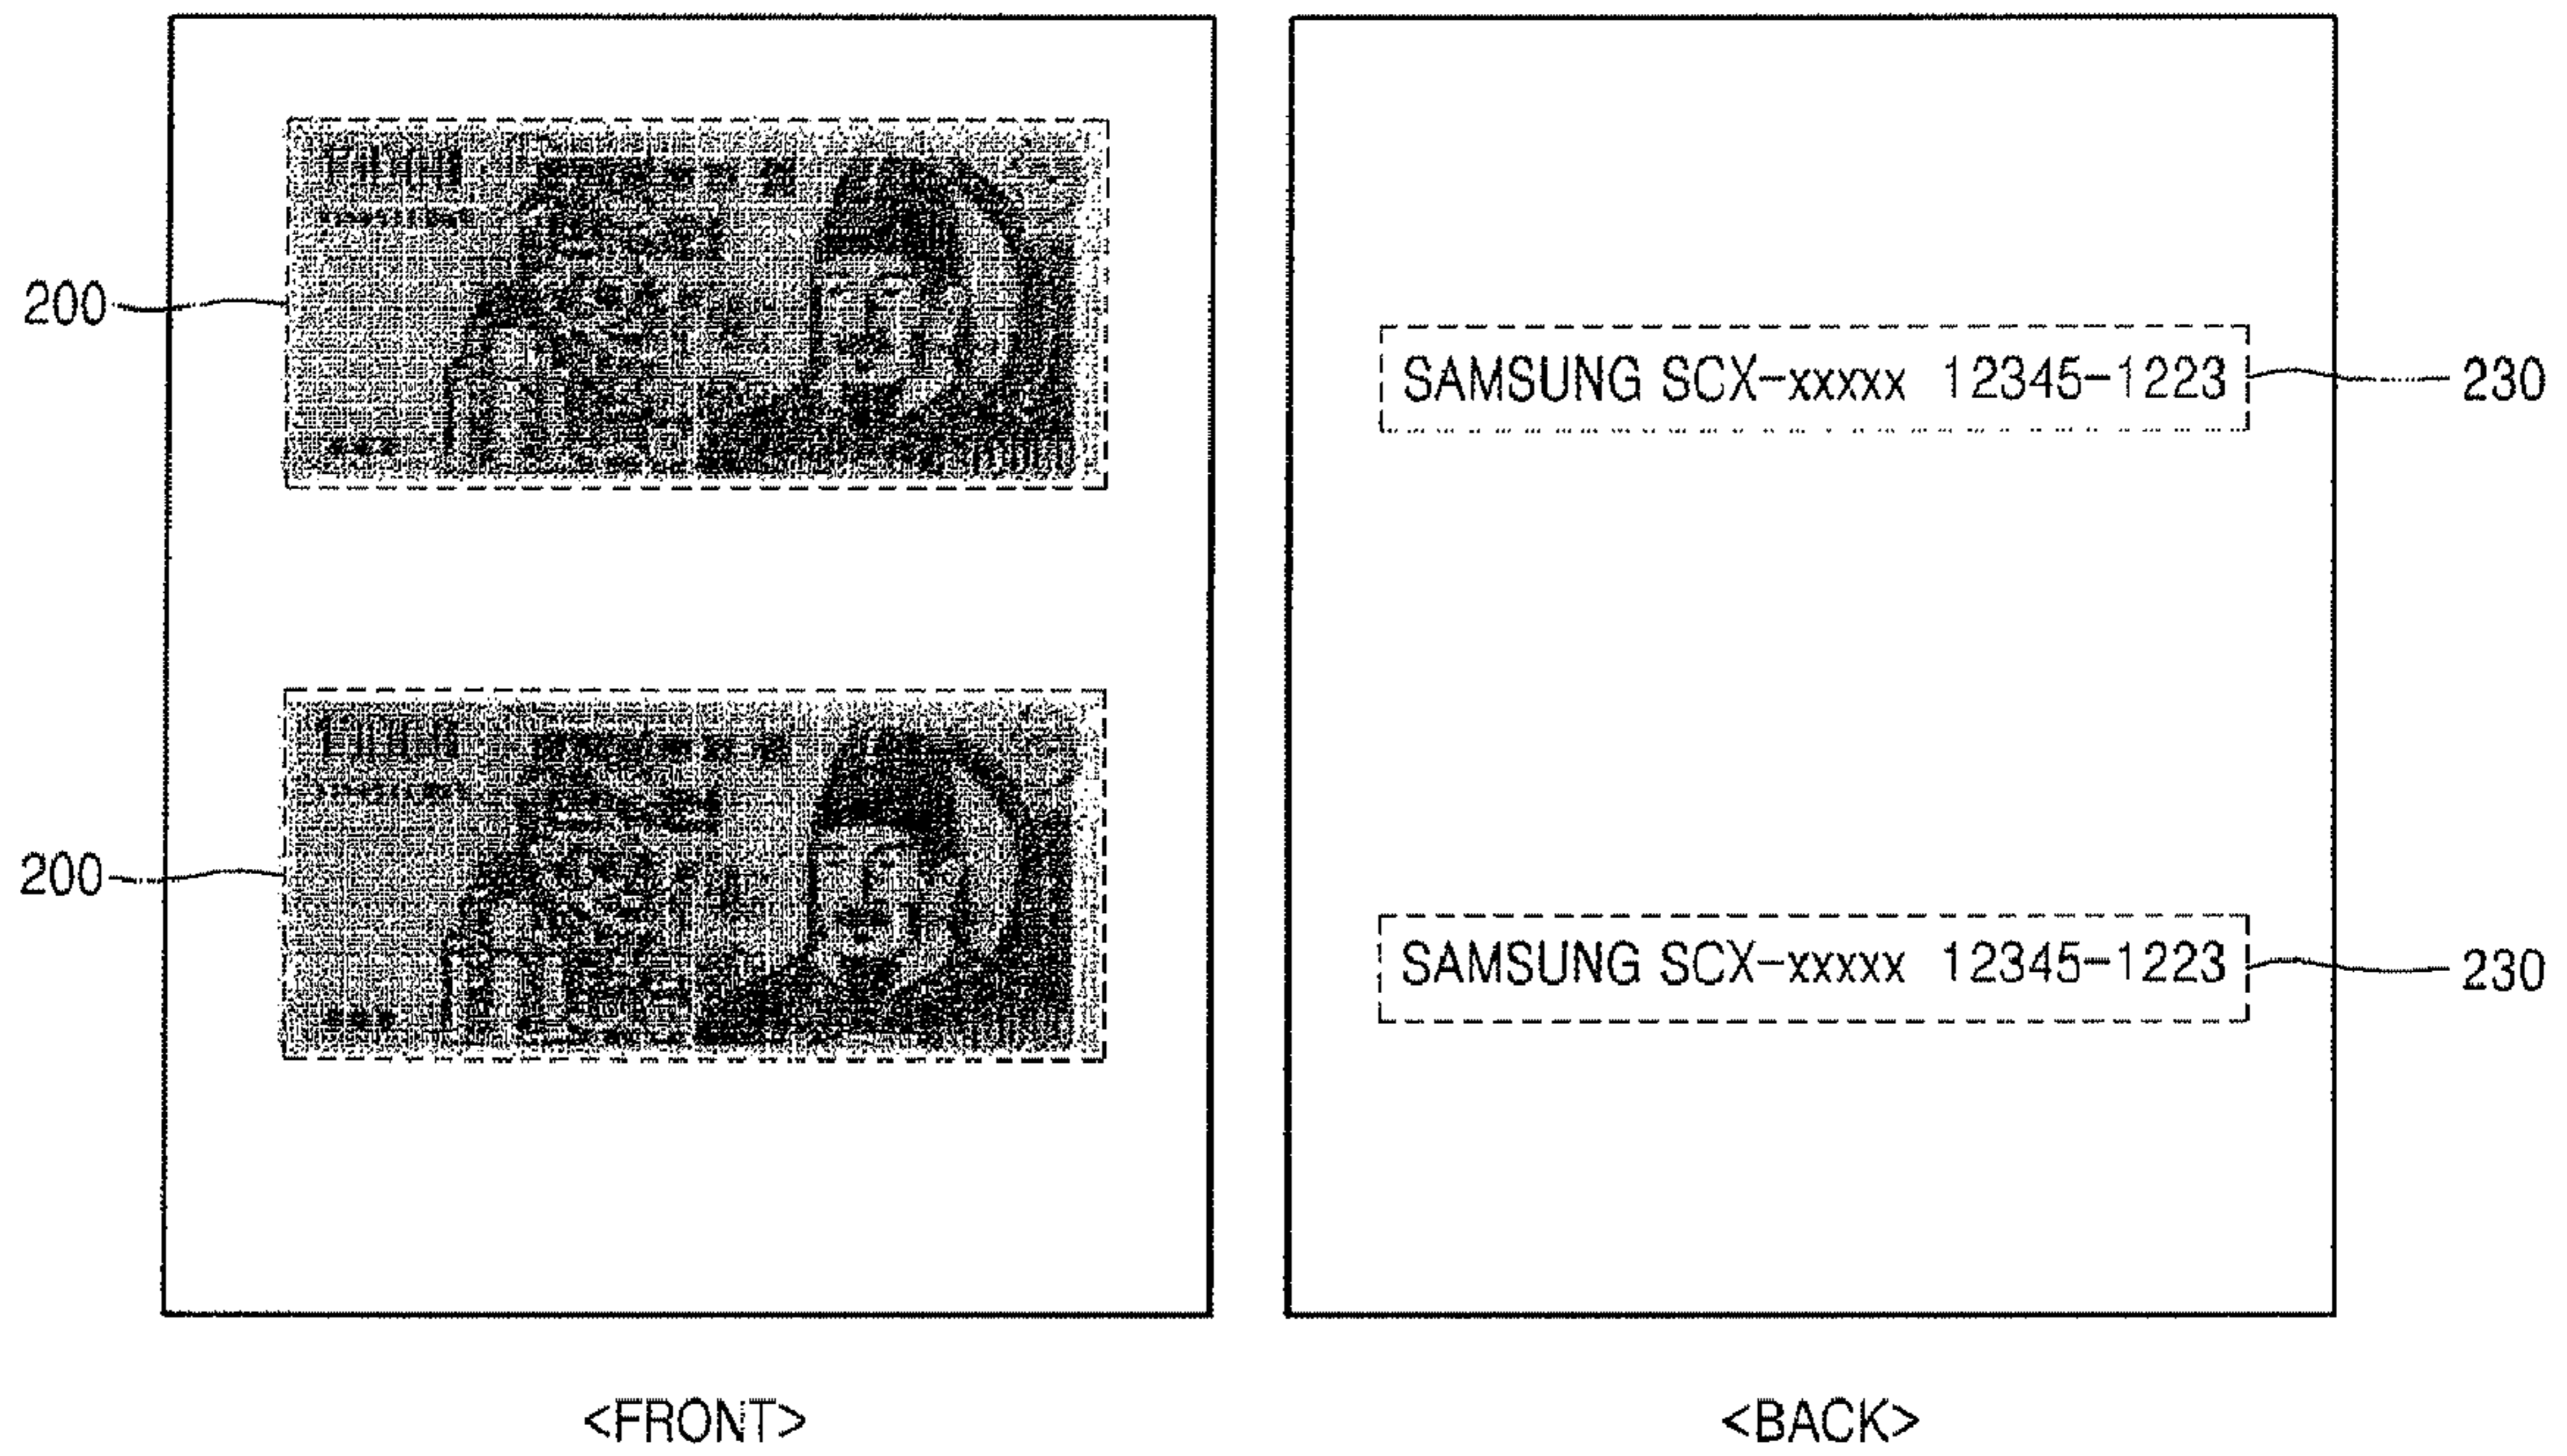 200
200
<FRONT>
SAMSUNG SCX-xxxxx 12345-1223
230
SAMSUNG SCX-xxxxx 12345-1223
230
<BACK>